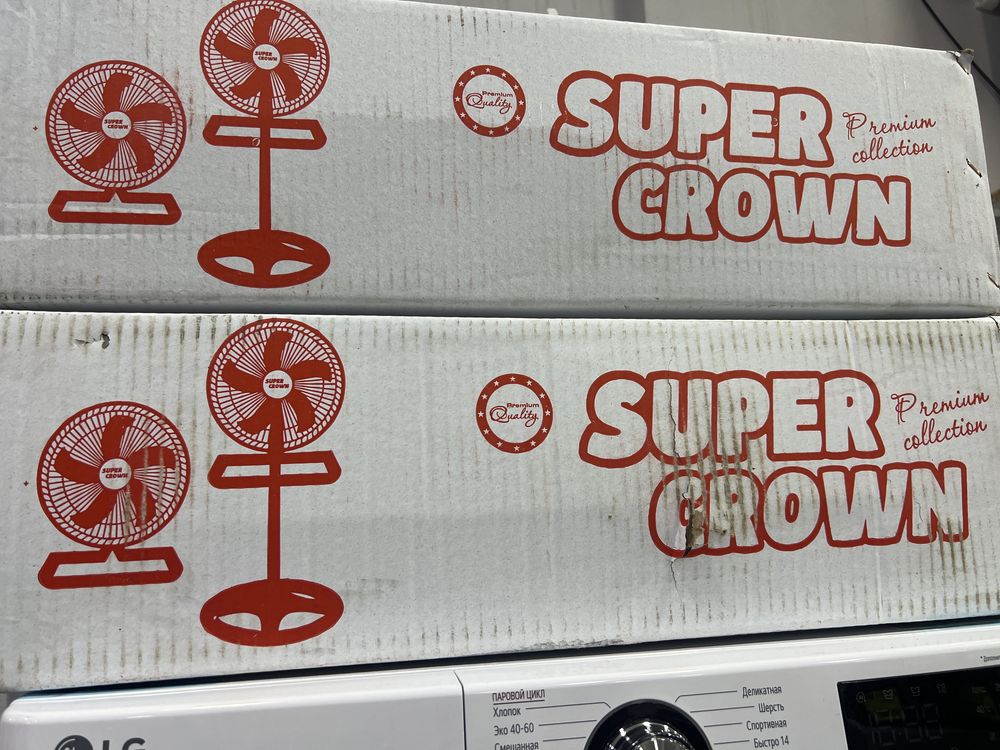 SUPER
CROWN
SUPER
CROWN
Premium
Quality
SUPER
CROWN
Premium
collection
SUPER
CROWN
SUPER
CROWN
Premium
Quality
SUPER
CROWN
Premium
collection
LG
ПАРОВОЙ ЦИКЛ
Хлопок
Эко 40-60
Смешанная
Деликатная
Шерсть
Спортивная
Быстро 14